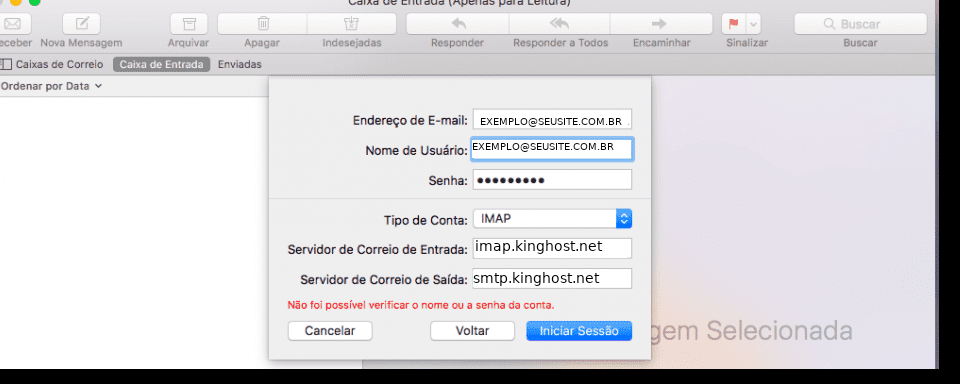 Caixa de Entrada (Apenas para Leitura)
eceber Nova Mensagem Arquivar Apagar Indesejadas Responder Responder a Todos Encaminhar Sinalizar Buscar
Buscar
Caixas de Correio Caixa de Entrada Enviadas
Ordenar por Data
Endereço de E-mail: EXEMPLO@SEUSITE.COM.BR
Nome de Usuário: EXEMPLO@SEUSITE.COM.BR
Senha: •••••••••
Tipo de Conta: IMAP
Servidor de Correio de Entrada: imap.kinghost.net
Servidor de Correio de Saída: smtp.kinghost.net
Não foi possível verificar o nome ou a senha da conta.
Cancelar Voltar Iniciar Sessão
gem Selecionada